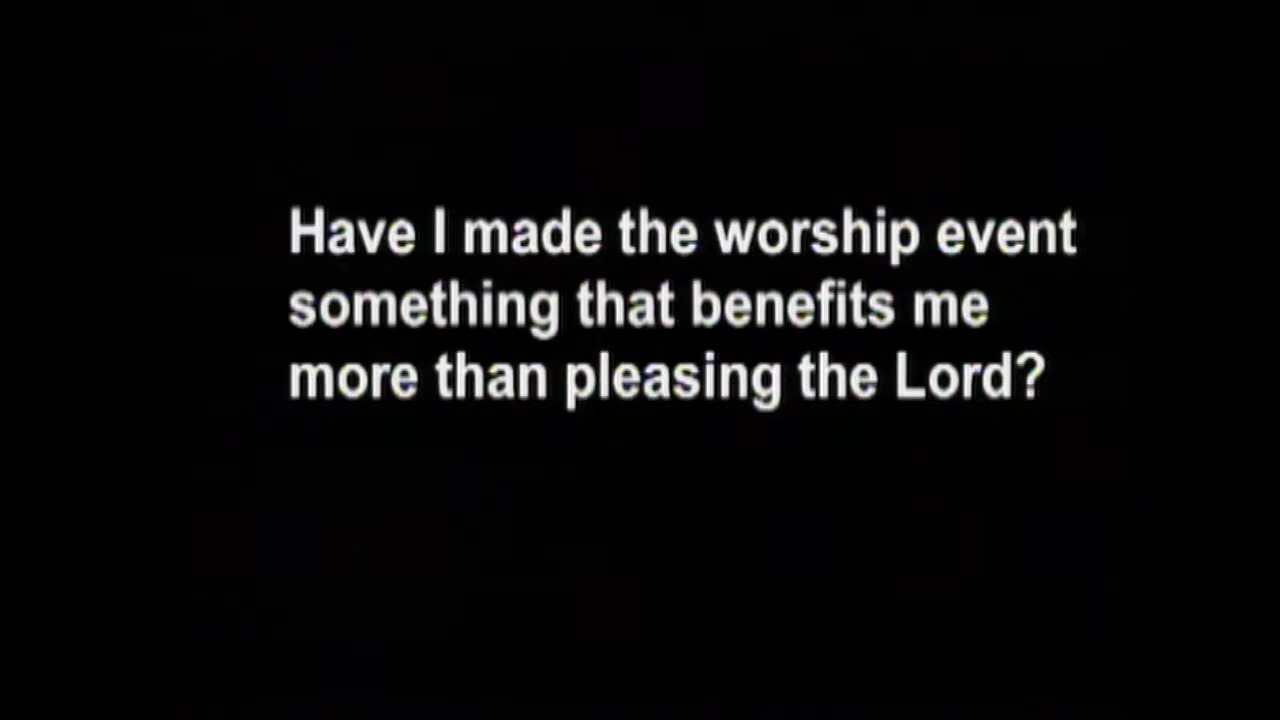 Have I made the worship event
something that benefits me
more than pleasing the Lord?